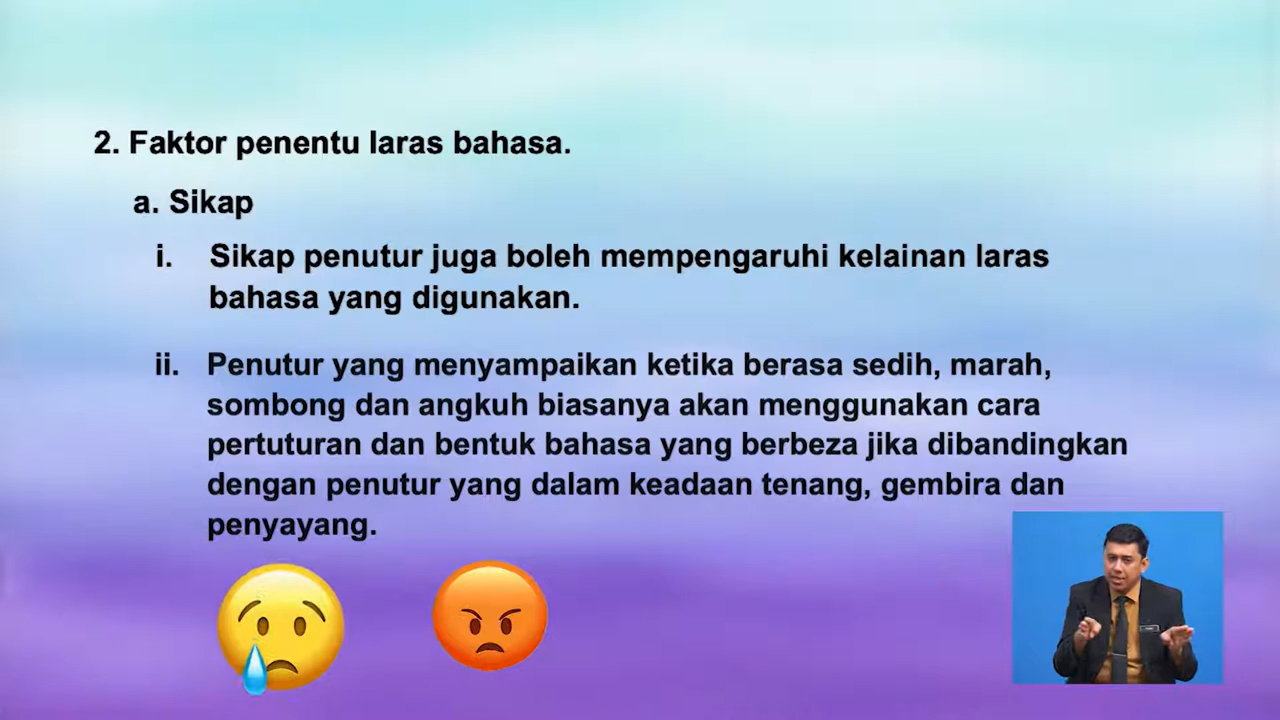 2. Faktor penentu laras bahasa.
a. Sikap
i. Sikap penutur juga boleh mempengaruhi kelainan laras
bahasa yang digunakan.
ii. Penutur yang menyampaikan ketika berasa sedih, marah,
sombong dan angkuh biasanya akan menggunakan cara
pertuturan dan bentuk bahasa yang berbeza jika dibandingkan
dengan penutur yang dalam keadaan tenang, gembira dan
penyayang.